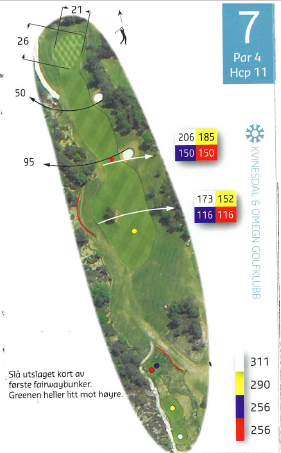 21
26
50
95
7
Par 4
Hcp 11
206 185
150 150
173 152
116 116
KVINESDAL & OMEGN GOLFKLUBB
311
290
256
256
Slå utslaget kort av
første fairwaybunker.
Greenen heller litt mot høyre.